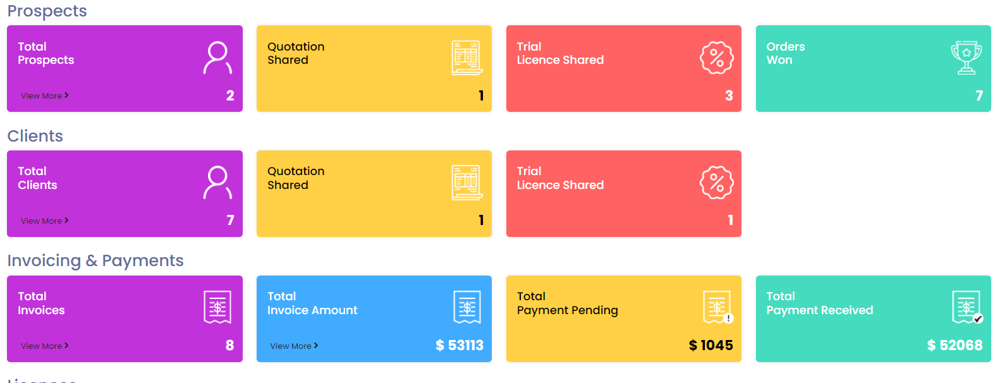 Prospects
Total
Prospects
View More
2
Quotation
Shared
1
Trial
Licence Shared
3
Orders
Won
7
Clients
Total
Clients
View More
7
Quotation
Shared
1
Trial
Licence Shared
1
Invoicing & Payments
Total
Invoices
View More
8
Total
Invoice Amount
View More
$ 53113
Total
Payment Pending
$ 1045
Total
Payment Received
$ 52068